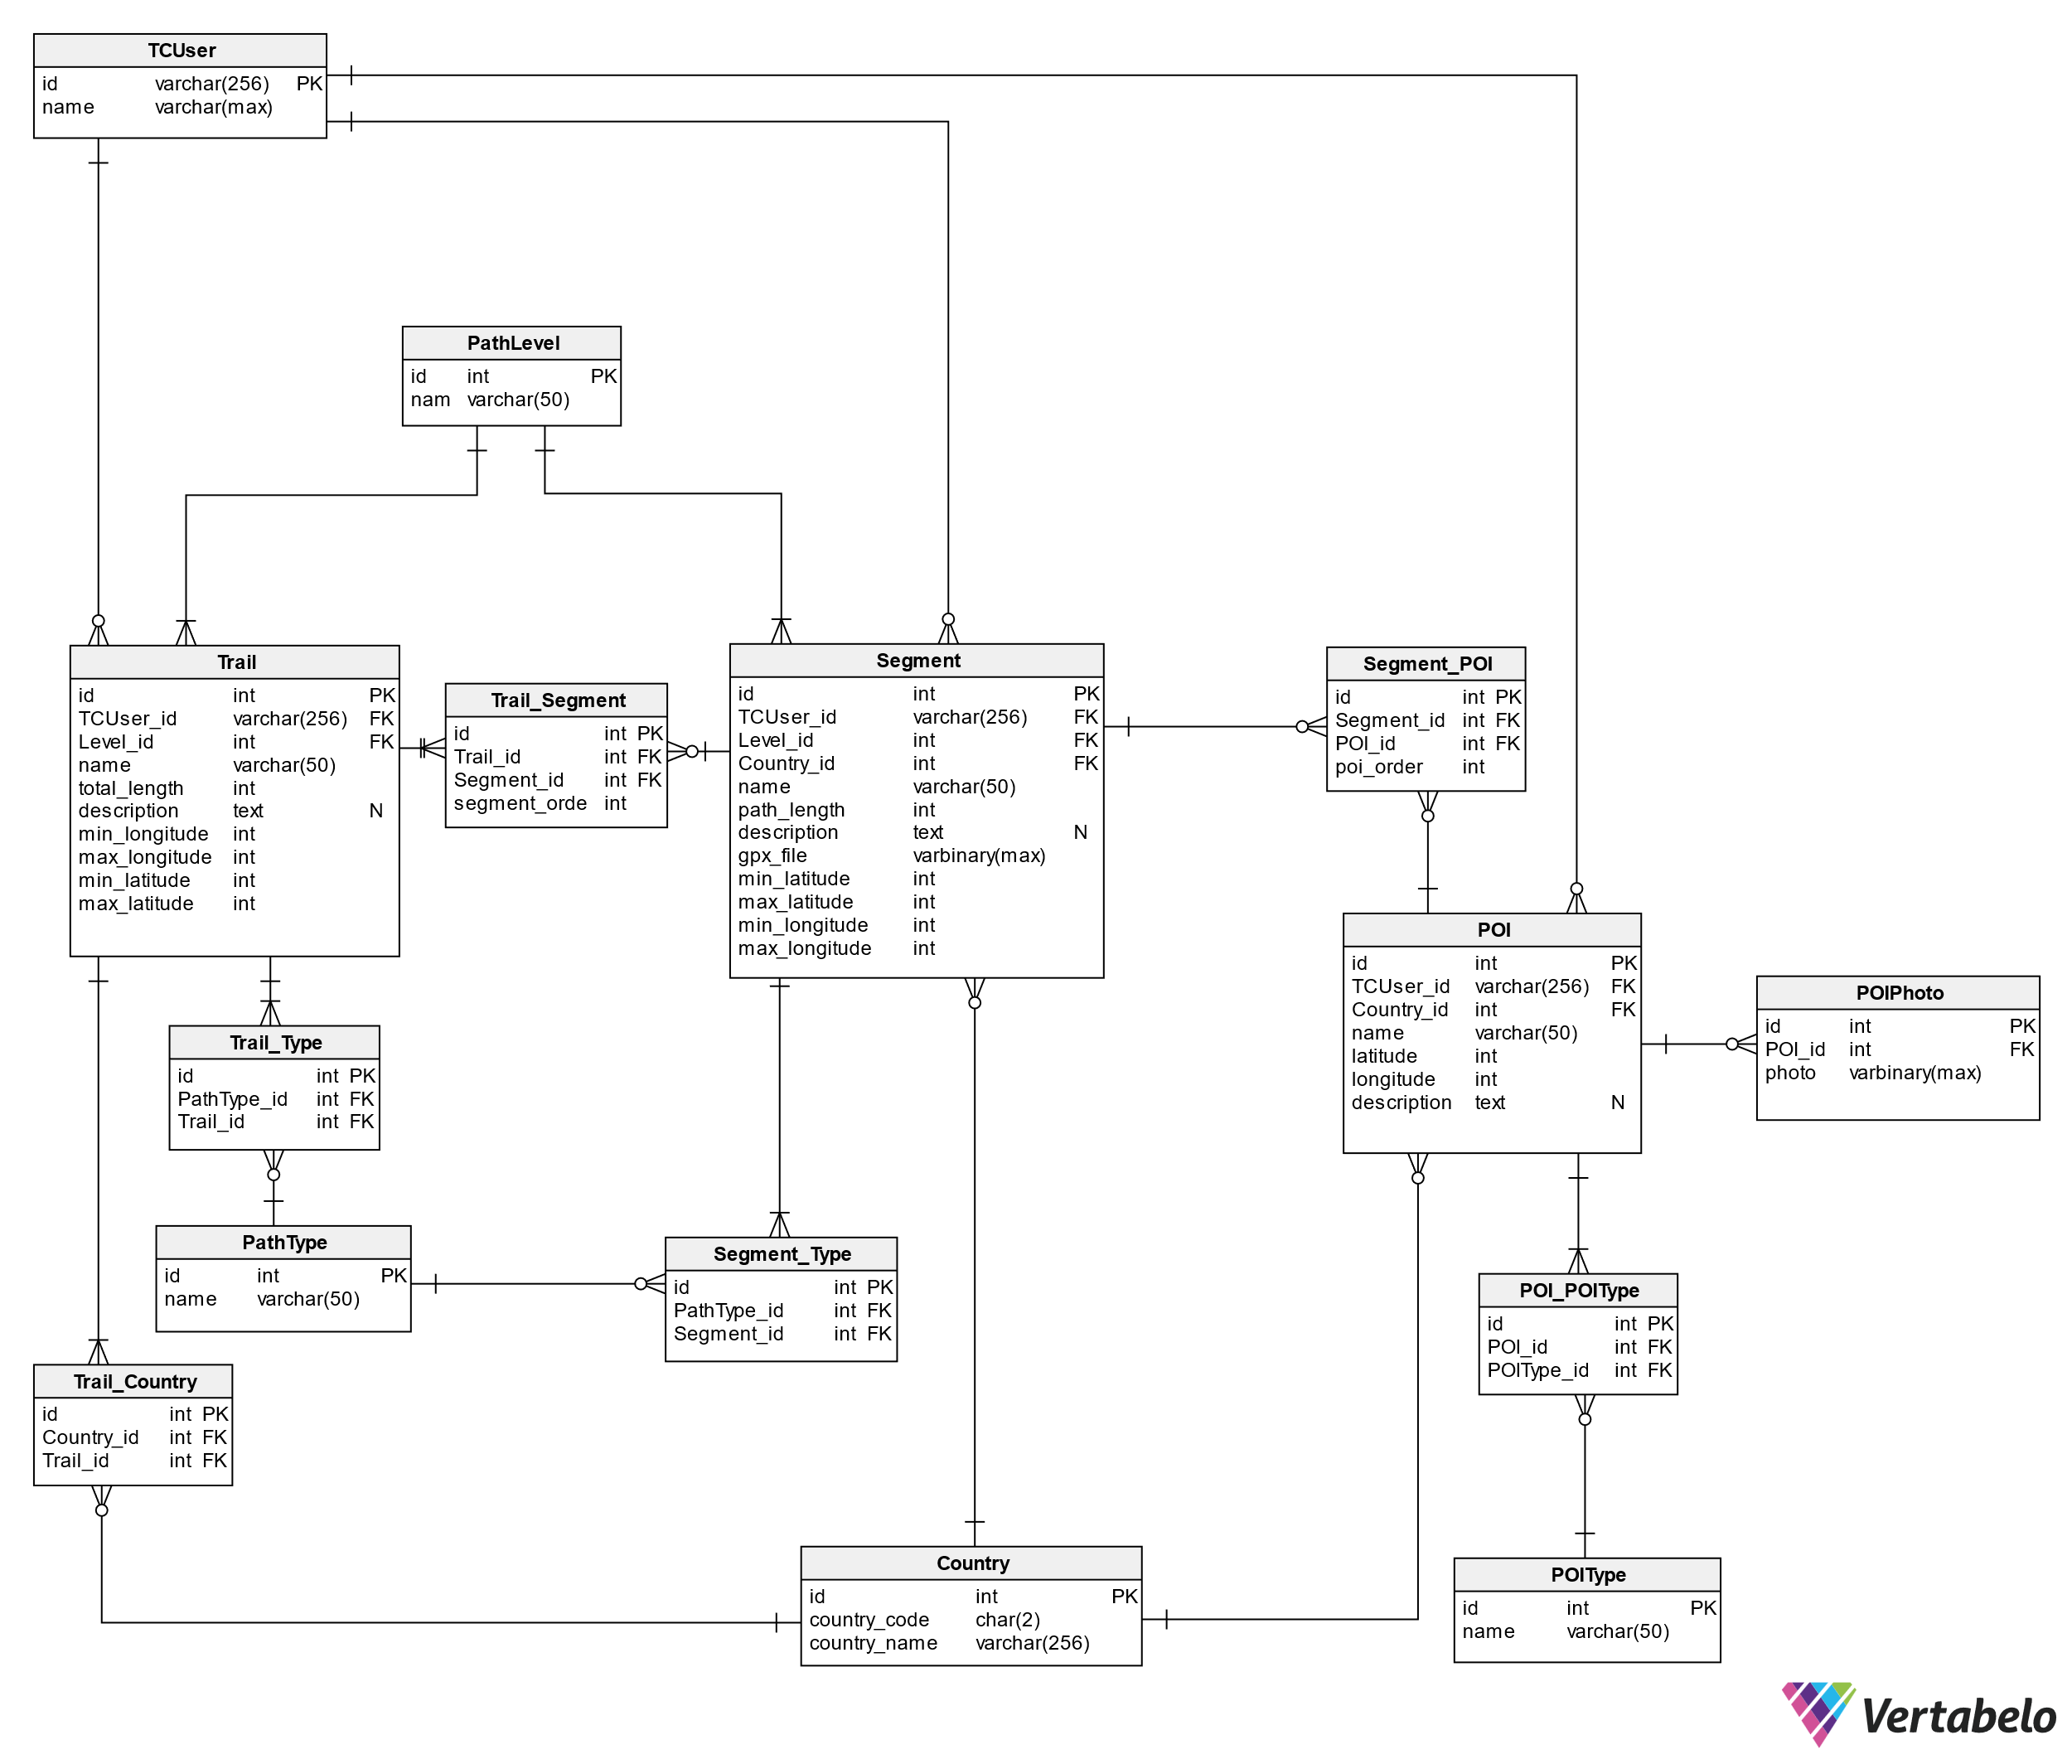 TCUser
id varchar(256) PK
name varchar(max)
PathLevel
id int PK
nam varchar(50)
Trail
id int PK
TCUser_id varchar(256) FK
Level_id int FK
name varchar(50)
total_length int
description text N
min_longitude int
max_longitude int
min_latitude int
max_latitude int
Trail_Segment
id int PK
Trail_id int FK
Segment_id int FK
segment_orde int
Segment
id int PK
TCUser_id varchar(256) FK
Level_id int FK
Country_id int FK
name varchar(50)
path_length int
description text N
gpx_file varbinary(max)
min_latitude int
max_latitude int
min_longitude int
max_longitude int
Segment_POI
id int PK
Segment_id int FK
POI_id int FK
poi_order int
POI
id int PK
TCUser_id varchar(256) FK
Country_id int FK
name varchar(50)
latitude int
longitude int
description text N
POIPhoto
id int PK
POI_id int FK
photo varbinary(max)
Trail_Type
id int PK
PathType_id int FK
Trail_id int FK
PathType
id int PK
name varchar(50)
Segment_Type
id int PK
PathType_id int FK
Segment_id int FK
POI_POIType
id int PK
POI_id int FK
POIType_id int FK
Trail_Country
id int PK
Country_id int FK
Trail_id int FK
Country
id int PK
country_code char(2)
country_name varchar(256)
POIType
id int PK
name varchar(50)
Vertabelo